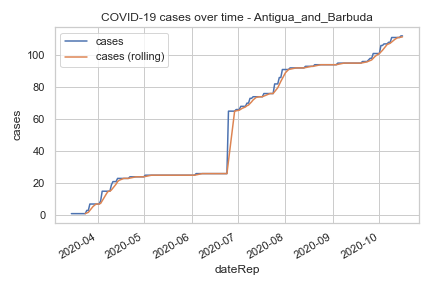 COVID-19 cases over time - Antigua_and_Barbuda
cases
cases (rolling)
cases
100
80
60
40
20
0
2020-04
2020-05
2020-06
2020-07
2020-08
2020-09
2020-10
dateRep